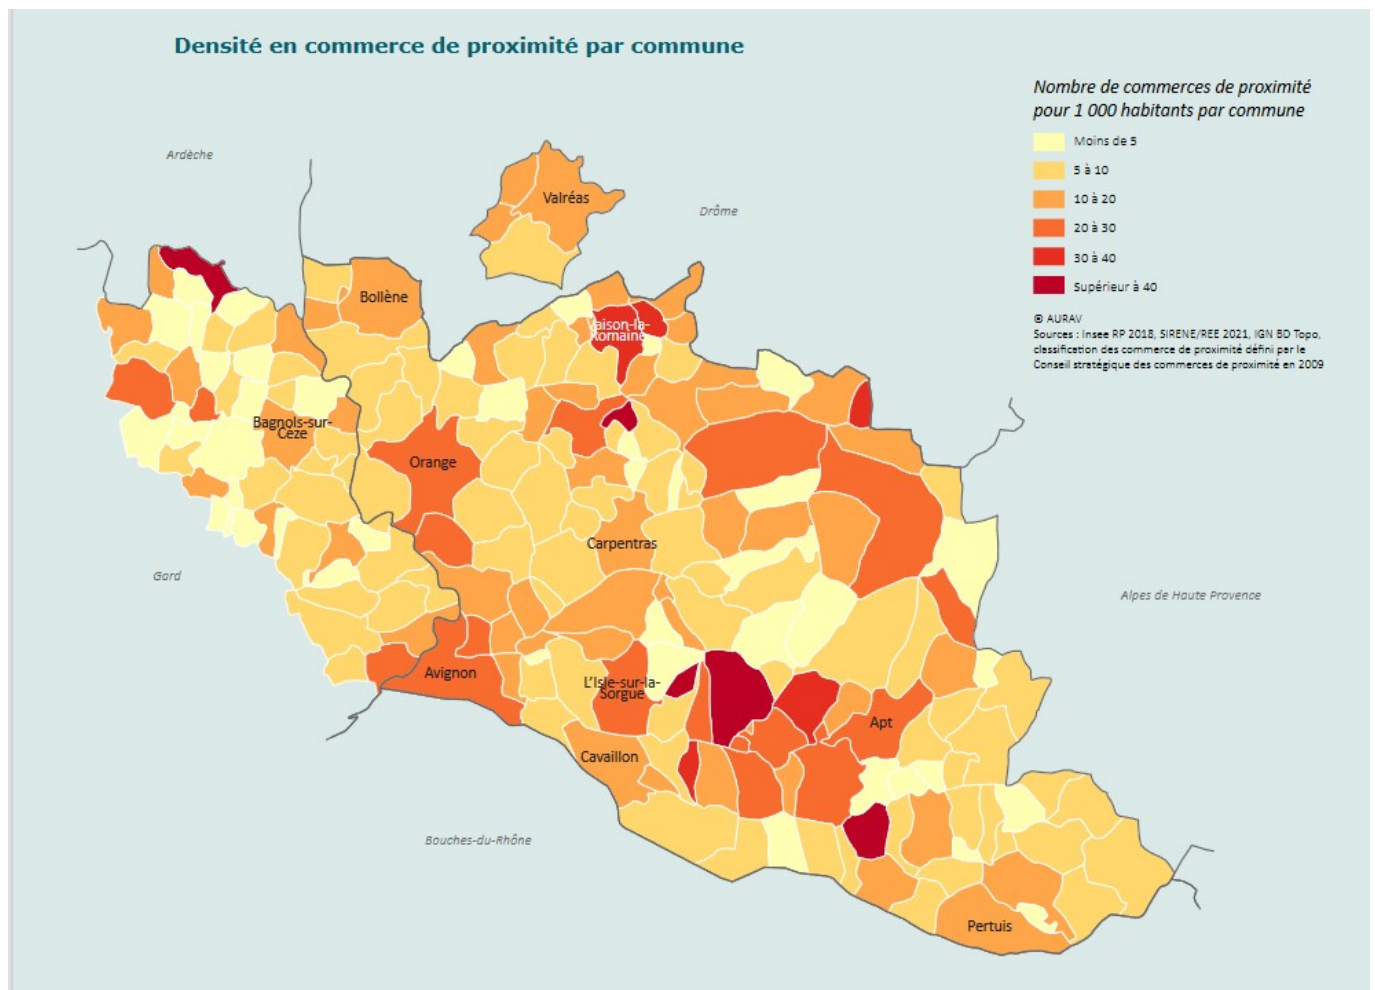 Densité en commerce de proximité par commune
Nombre de commerces de proximité
pour 1 000 habitants par commune
Moins de 5
5 à 10
10 à 20
20 à 30
30 à 40
Supérieur à 40
© AURAV
Sources : Insee RP 2018, SIRENE/REE 2021, IGN BD Topo,
classification des commerce de proximité défini par le
Conseil stratégique des commerces de proximité en 2009
Ardèche
Valréas
Drôme
Bollène
Vaison-la-
Romaine
Bagnols-sur-
Cèze
Orange
Carpentras
Gard
Alpes de Haute Provence
Avignon
L'Isle-sur-la-
Sorgue
Apt
Cavaillon
Bouches-du-Rhône
Pertuis